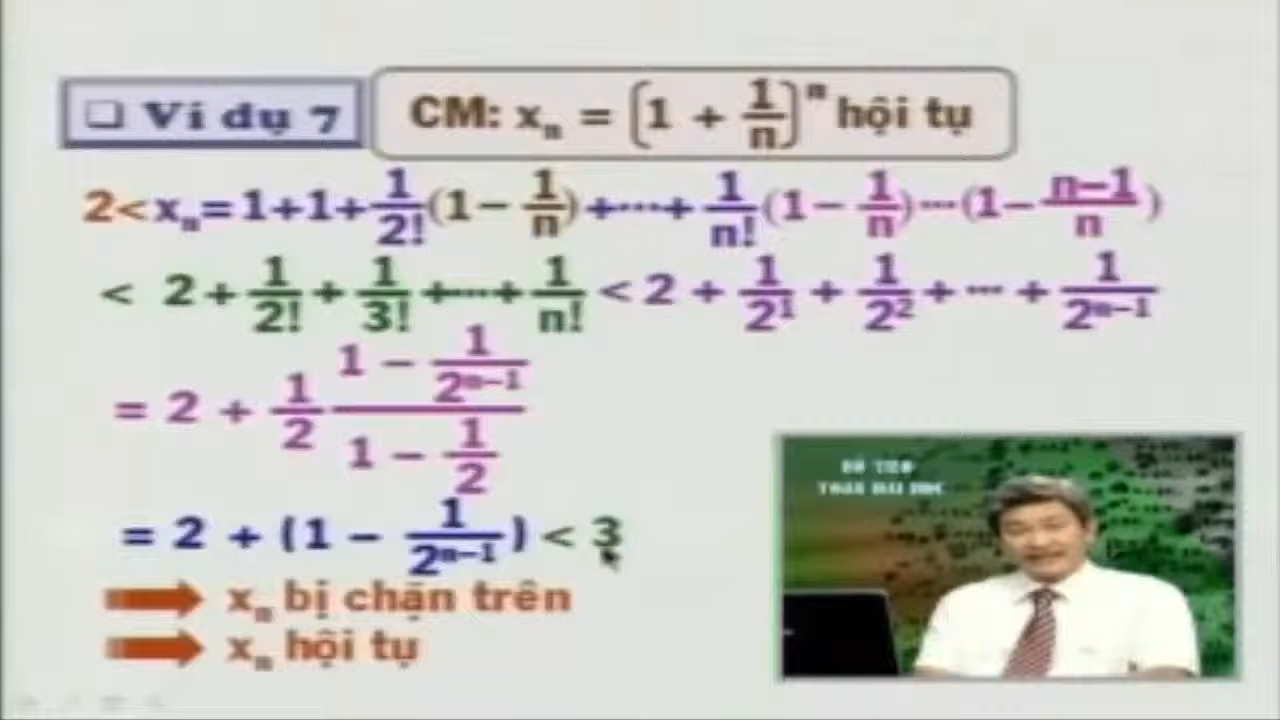 ❑ Ví dụ 7
CM: xₙ = (1 + 1/n)ⁿ hội tụ
2 < xₙ = 1+1+ 1/2! (1 − 1/n) + ⋯ + 1/n! (1 − 1/n) ⋯ (1 − (n−1)/n)
< 2 + 1/2! + 1/3! + ⋯ + 1/n! < 2 + 1/2¹ + 1/2² + ⋯ + 1/2ⁿ⁻¹
= 2 + 1/2 (1 − 1/2ⁿ⁻¹)/(1 − 1/2)
= 2 + (1 − 1/2ⁿ⁻¹) < 3
xₙ bị chặn trên
xₙ hội tụ